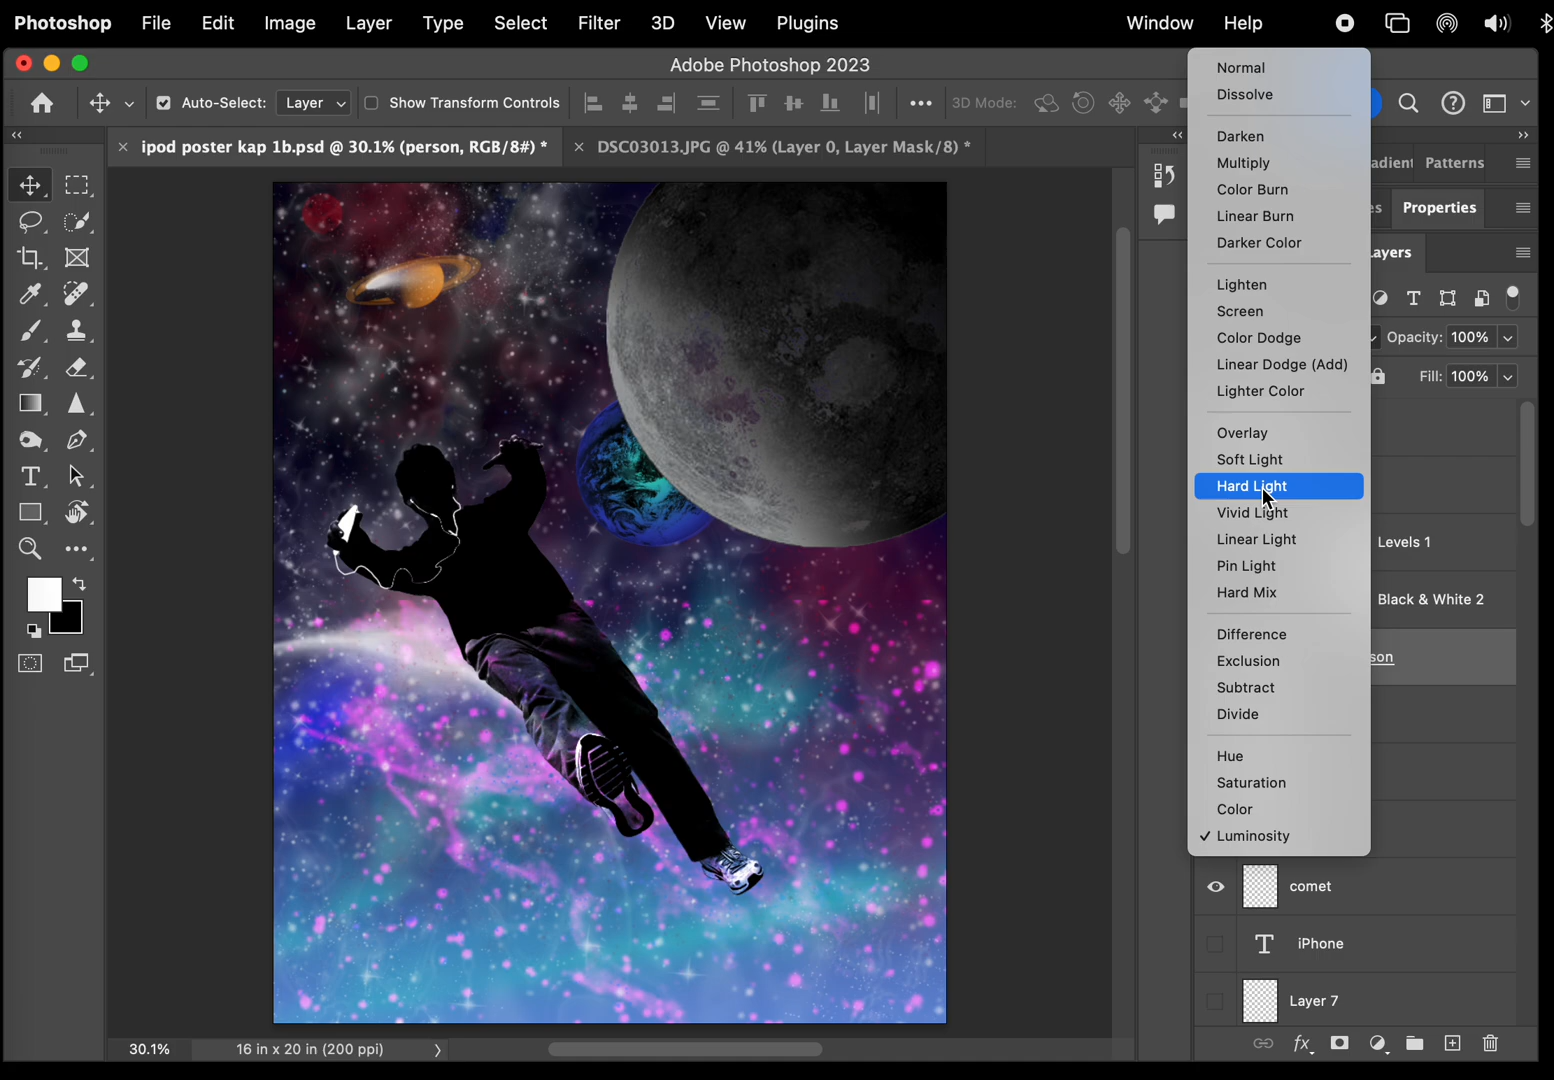 Photoshop File Edit Image Layer Type Select Filter 3D View Plugins Window Help
Adobe Photoshop 2023
Auto-Select: Layer Show Transform Controls 3D Mode:
ipod poster kap 1b.psd @ 30.1% (person, RGB/8#) *
DSC03013.JPG @ 41% (Layer 0, Layer Mask/8) *
Normal
Dissolve
Darken
Multiply
Color Burn
Linear Burn
Darker Color
Lighten
Screen
Color Dodge
Linear Dodge (Add)
Lighter Color
Overlay
Soft Light
Hard Light
Vivid Light
Linear Light
Pin Light
Hard Mix
Difference
Exclusion
Subtract
Divide
Hue
Saturation
Color
Luminosity
adient Patterns
es Properties
ayers
Opacity: 100%
Fill: 100%
Levels 1
Black & White 2
son
comet
iPhone
Layer 7
fx
30.1% 16 in x 20 in (200 ppi)